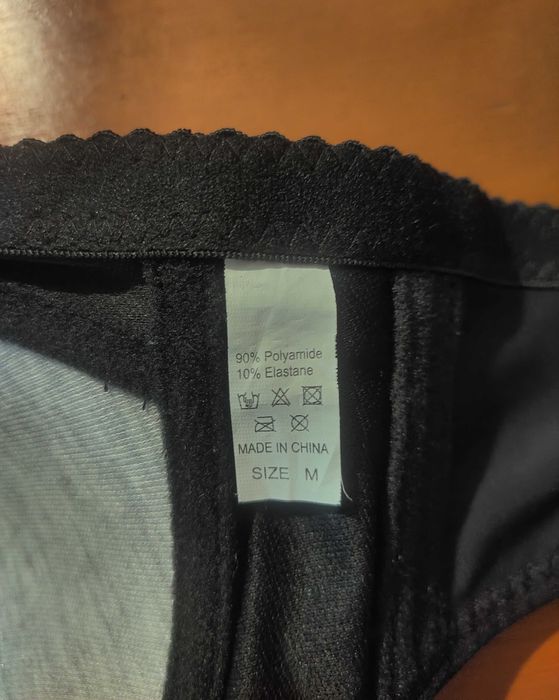 90% Polyamide
10% Elastane
MADE IN CHINA
SIZE M